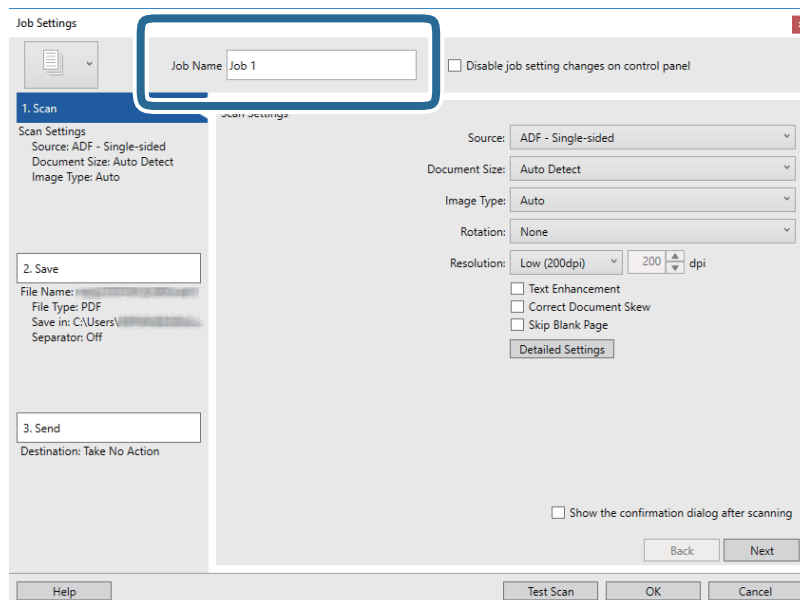 Job Settings
Job Name Job 1
Disable job setting changes on control panel
1. Scan
Scan Settings
Source: ADF - Single-sided
Document Size: Auto Detect
Image Type: Auto
2. Save
File Name:
File Type: PDF
Save in: C:\Users\
Separator: Off
3. Send
Destination: Take No Action
Scan Settings
Source: ADF - Single-sided
Document Size: Auto Detect
Image Type: Auto
Rotation: None
Resolution: Low (200dpi) 200 dpi
Text Enhancement
Correct Document Skew
Skip Blank Page
Detailed Settings
Show the confirmation dialog after scanning
Back Next
Help Test Scan OK Cancel